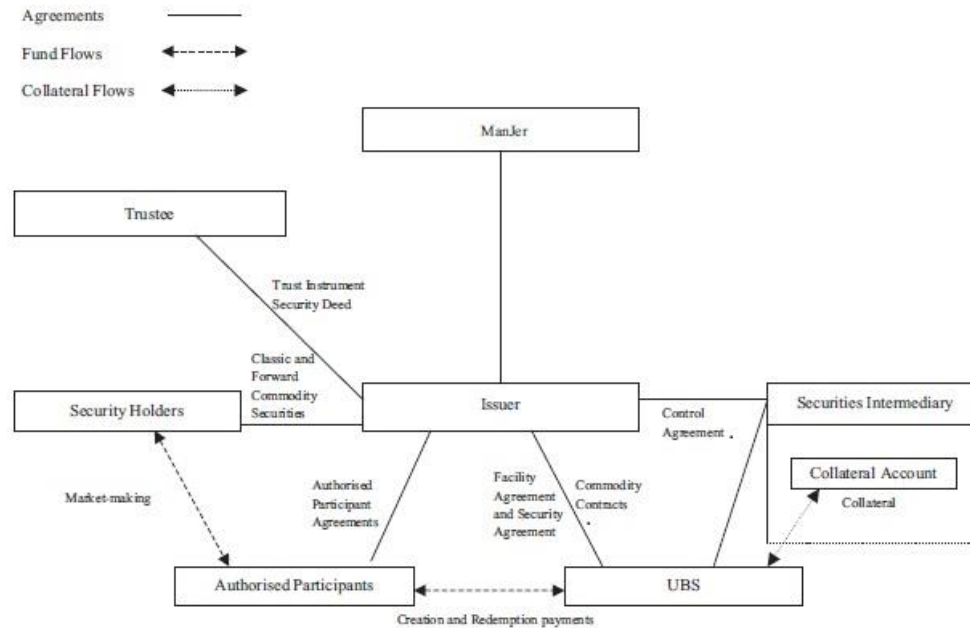 Agreements
Fund Flows
Collateral Flows
ManJer
Trustee
Trust Instrument
Security Deed
Classic and
Forward
Commodity
Securities
Security Holders
Issuer
Securities Intermediary
Control
Agreement
Collateral Account
Collateral
Market-making
Authorised
Participant
Agreements
Facility
Agreement
and Security
Agreement
Commodity
Contracts
Authorised Participants
UBS
Creation and Redemption payments